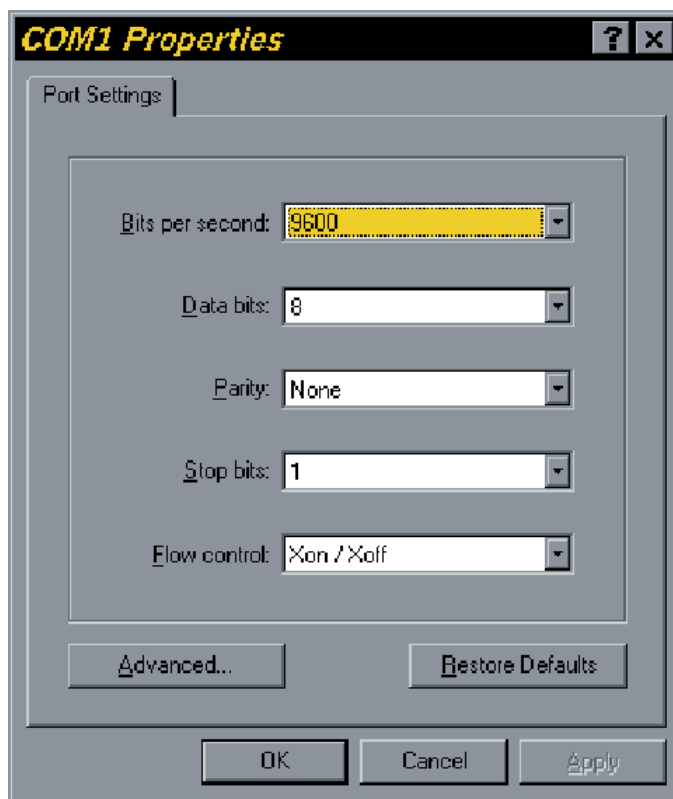 COM1 Properties ? ×
Port Settings
Bits per second: 9600
Data bits: 8
Parity: None
Stop bits: 1
Flow control: Xon / Xoff
Advanced... Restore Defaults
OK Cancel Apply